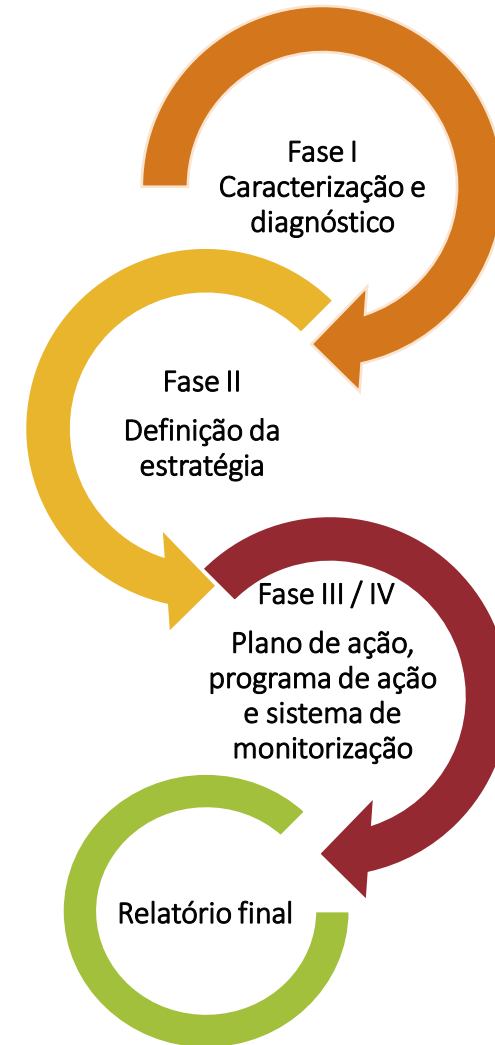 Fase I
Caracterização e
diagnóstico
Fase II
Definição da
estratégia
Fase III / IV
Plano de ação,
programa de ação
e sistema de
monitorização
Relatório final